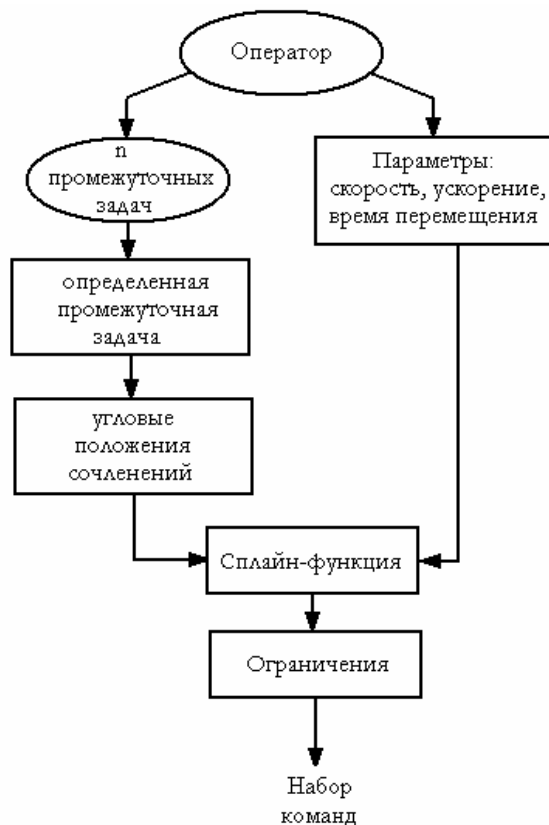 Оператор
n
промежуточных
задач
Параметры:
скорость, ускорение,
время перемещения
определенная
промежуточная
задача
угловые
положения
сочленений
Сплайн-функция
Ограничения
Набор
команд